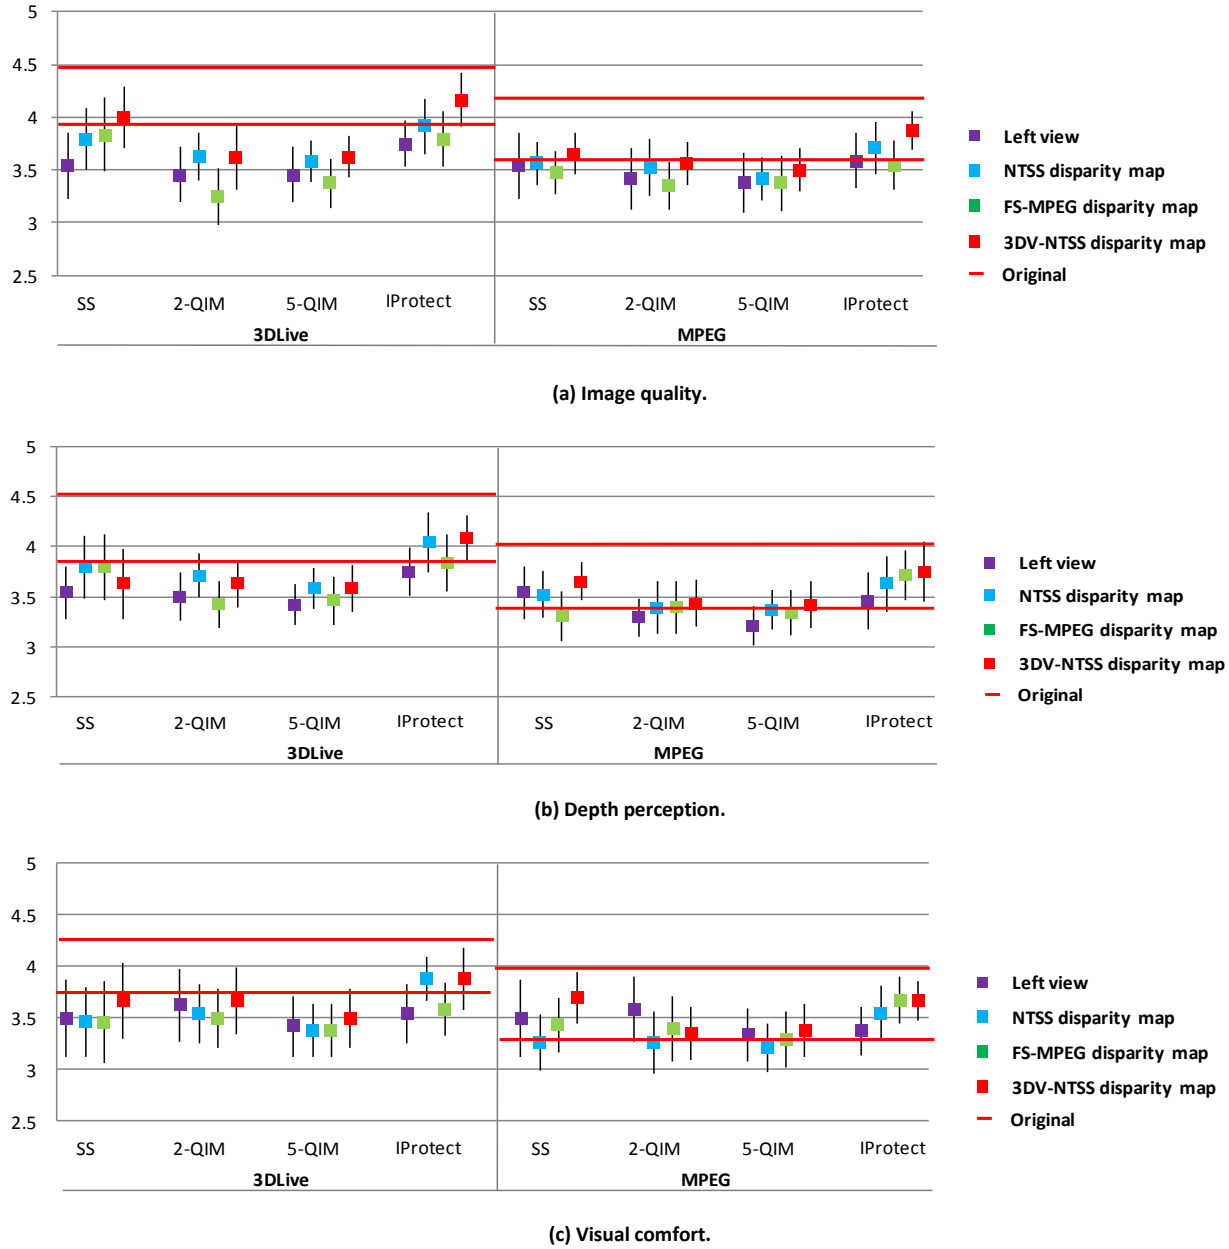 5
4.5
4
3.5
3
2.5
SS 2-QIM 5-QIM IProtect SS 2-QIM 5-QIM IProtect
3DLive MPEG
Left view
NTSS disparity map
FS-MPEG disparity map
3DV-NTSS disparity map
Original
(a) Image quality.
5
4.5
4
3.5
3
2.5
SS 2-QIM 5-QIM IProtect SS 2-QIM 5-QIM IProtect
3DLive MPEG
Left view
NTSS disparity map
FS-MPEG disparity map
3DV-NTSS disparity map
Original
(b) Depth perception.
5
4.5
4
3.5
3
2.5
SS 2-QIM 5-QIM IProtect SS 2-QIM 5-QIM IProtect
3DLive MPEG
Left view
NTSS disparity map
FS-MPEG disparity map
3DV-NTSS disparity map
Original
(c) Visual comfort.